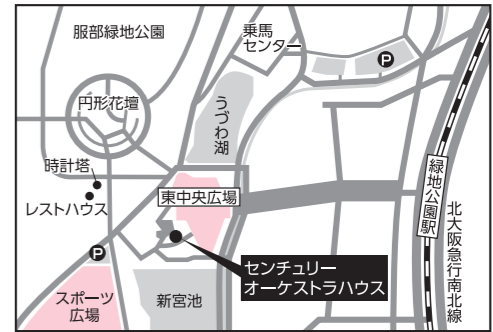 服部緑地公園
乗馬
センター
P
円形花壇
うづわ湖
時計塔
レストハウス
東中央広場
緑地公園駅
北大阪急行南北線
P
センチュリー
オーケストラハウス
スポーツ
広場
新宮池